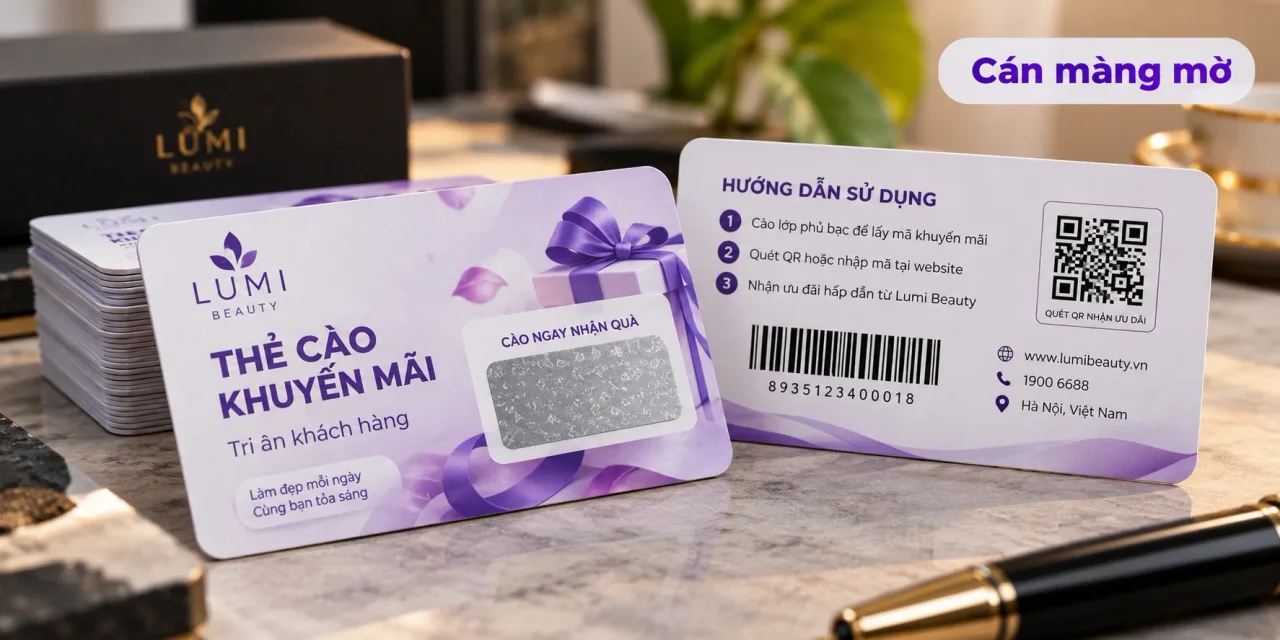 Cán màng mờ
LUMI
BEAUTY
LUMI
BEAUTY
THẺ CÀO
KHUYẾN MÃI
Tri ân khách hàng
Làm đẹp mỗi ngày
Cùng bạn tỏa sáng
CÀO NGAY NHẬN QUÀ
HƯỚNG DẪN SỬ DỤNG
1 Cào lớp phủ bạc để lấy mã khuyến mãi
2 Quét QR hoặc nhập mã tại website
3 Nhận ưu đãi hấp dẫn từ Lumi Beauty
8935123400018
QUÉT QR NHẬN ƯU DÃI
www.lumibeauty.vn
1900 6688
Hà Nội, Việt Nam